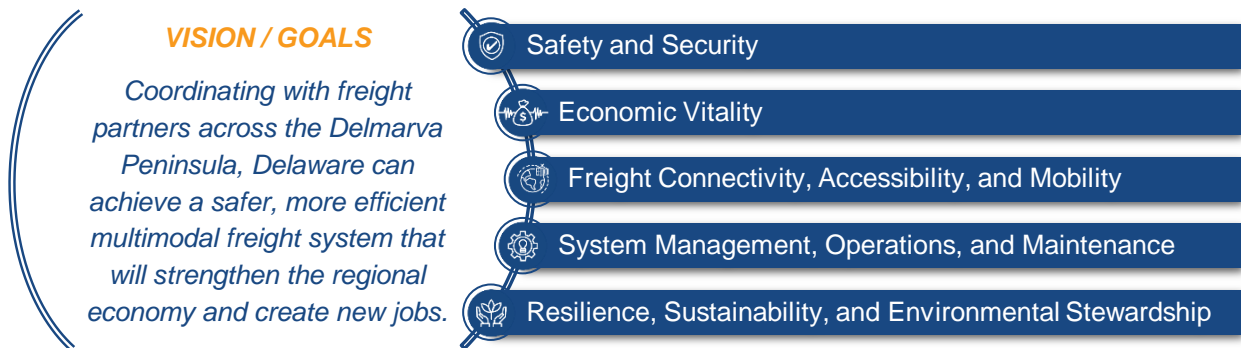 VISION / GOALS
Coordinating with freight
partners across the Delmarva
Peninsula, Delaware can
achieve a safer, more efficient
multimodal freight system that
will strengthen the regional
economy and create new jobs.
Safety and Security
$ Economic Vitality
Freight Connectivity, Accessibility, and Mobility
System Management, Operations, and Maintenance
Resilience, Sustainability, and Environmental Stewardship